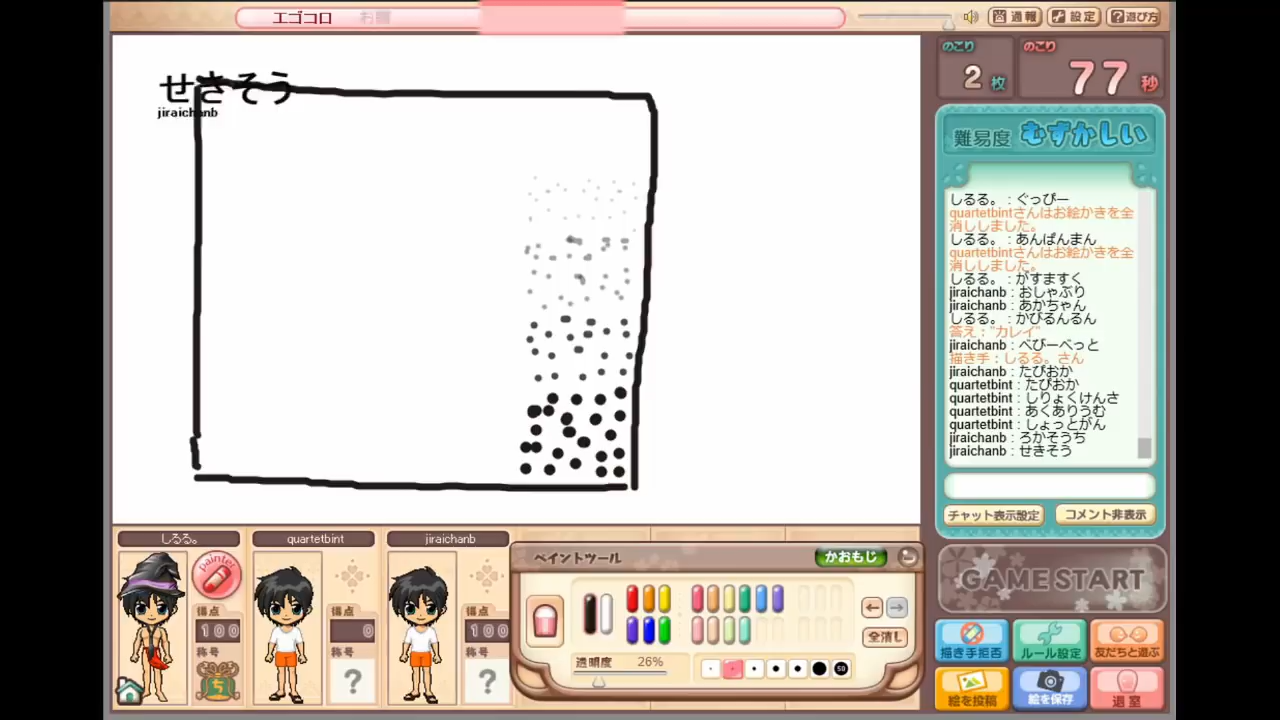 エゴコロ お題
通報
設定
遊び方
せきそう
jiraichanb
のこり
2枚
のこり
77秒
難易度 むずかしい
しるる。：ぐっぴー
quartetbintさんはお絵かきを全
消ししました。
しるる。：あんぱんまん
quartetbintさんはお絵かきを全
消ししました。
しるる。：がすますく
jiraichanb：おしゃぶり
jiraichanb：あかちゃん
しるる。：かびるんるん
答え："カレイ"
jiraichanb：べびーべっと
描き手：しるる。さん
jiraichanb：たぴおか
quartetbint：たぴおか
quartetbint：しりょくけんさ
quartetbint：あくありうむ
quartetbint：しょっとがん
jiraichanb：ろかそうち
jiraichanb：せきそう
チャット表示設定
コメント非表示
しるる。
painter
得点
100
称号
ち
quartetbint
得点
0
称号
?
jiraichanb
得点
100
称号
?
ペイントツール
かおもじ
全消し
透明度 26%
50
GAME START
描き手拒否
ルール設定
友だちと遊ぶ
絵を投稿
絵を保存
退室